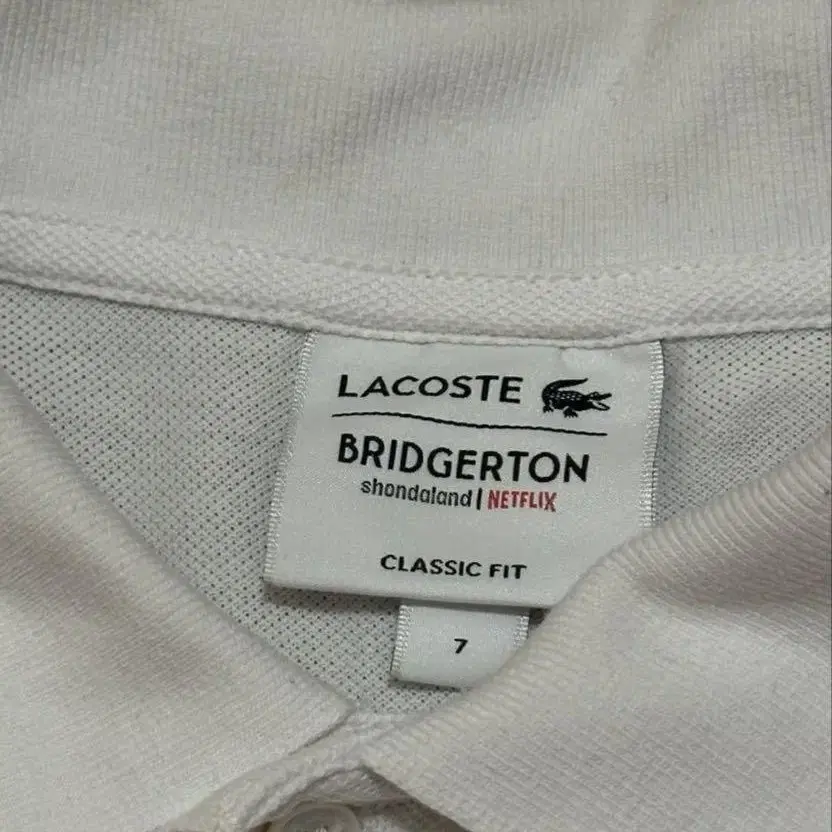 LACOSTE
BRIDGERTON
shondaland | NETFLIX
CLASSIC FIT
7